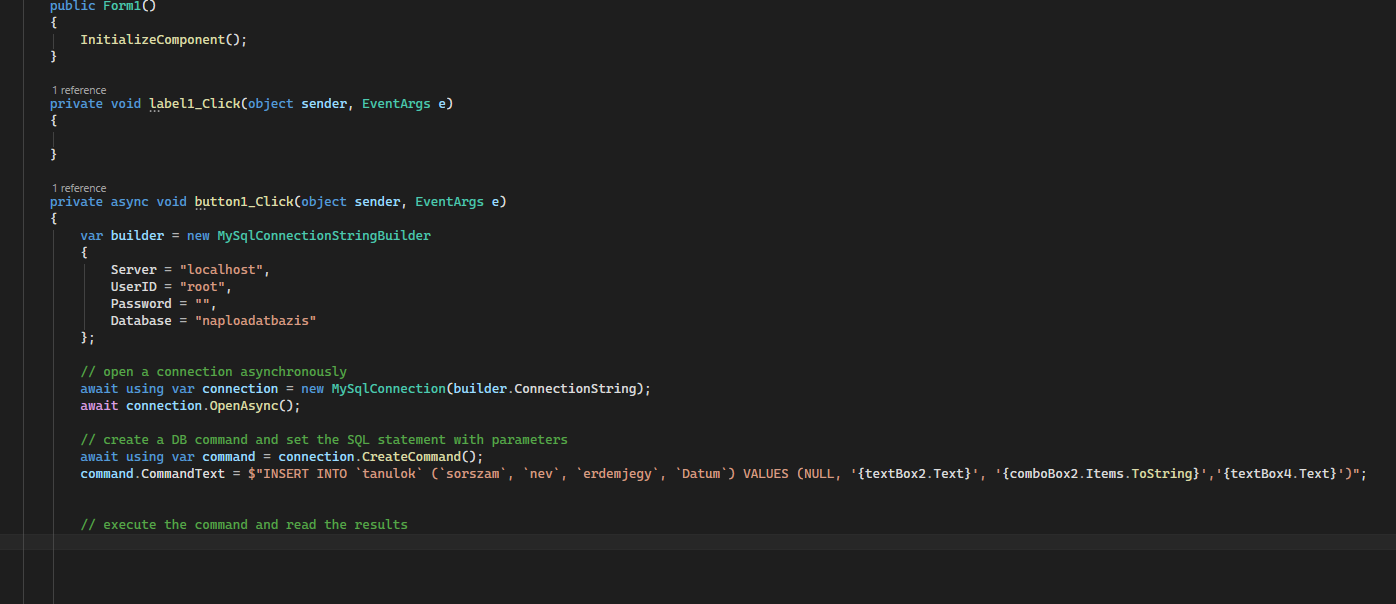 public Form1()
{
InitializeComponent();
}
1 reference
private void label1_Click(object sender, EventArgs e)
{
}
1 reference
private async void button1_Click(object sender, EventArgs e)
{
var builder = new MySqlConnectionStringBuilder
{
Server = "localhost",
UserID = "root",
Password = "",
Database = "naploadatbazis"
};
// open a connection asynchronously
await using var connection = new MySqlConnection(builder.ConnectionString);
await connection.OpenAsync();
// create a DB command and set the SQL statement with parameters
await using var command = connection.CreateCommand();
command.CommandText = $"INSERT INTO `tanulok` (`sorszam`, `nev`, `erdemjegy`, `Datum`) VALUES (NULL, '{textBox2.Text}', '{comboBox2.Items.ToString}','{textBox4.Text}')";
// execute the command and read the results